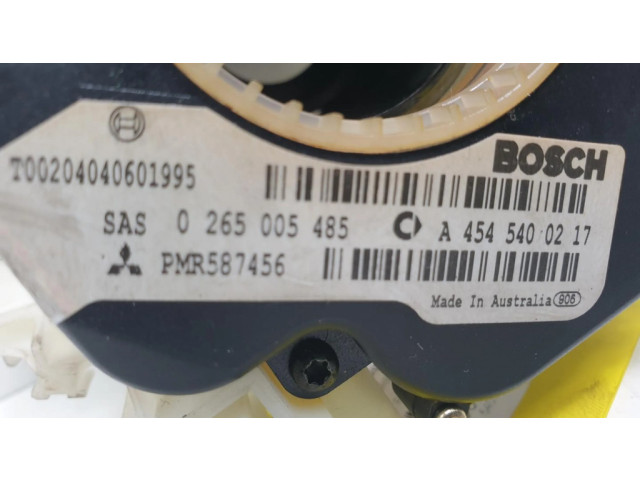 BOSCH
T00204040601995
SAS 0 265 005 485 A 454 540 02 17
PMR587456
Made In Australia 906